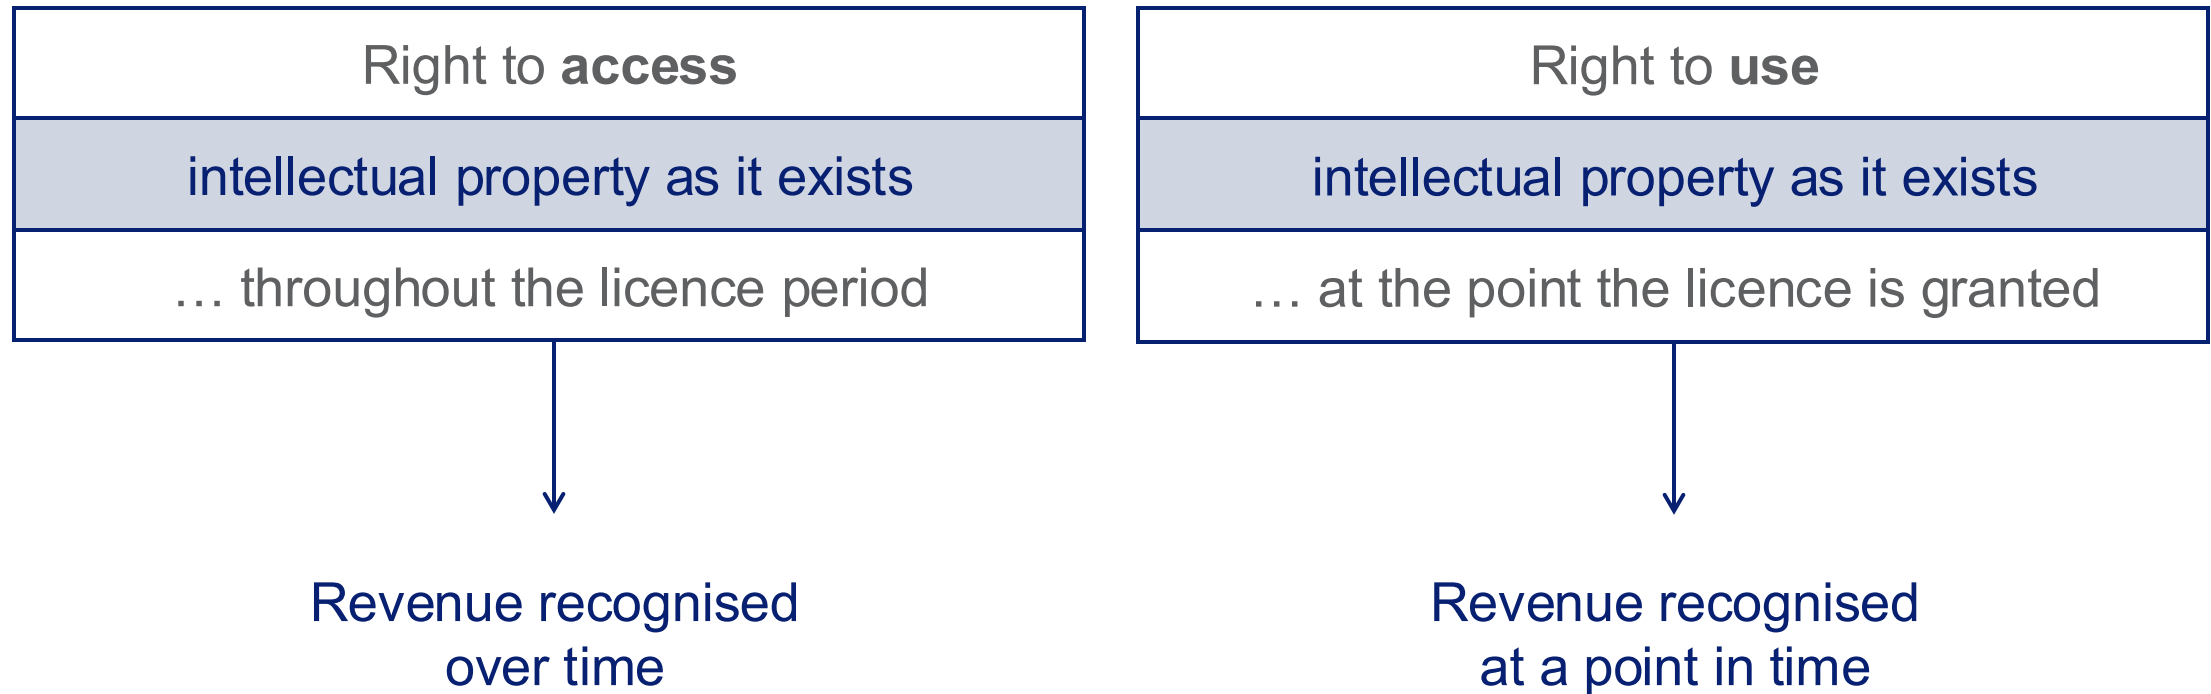 Right to access
intellectual property as it exists
… throughout the licence period
Revenue recognised
over time
Right to use
intellectual property as it exists
… at the point the licence is granted
Revenue recognised
at a point in time